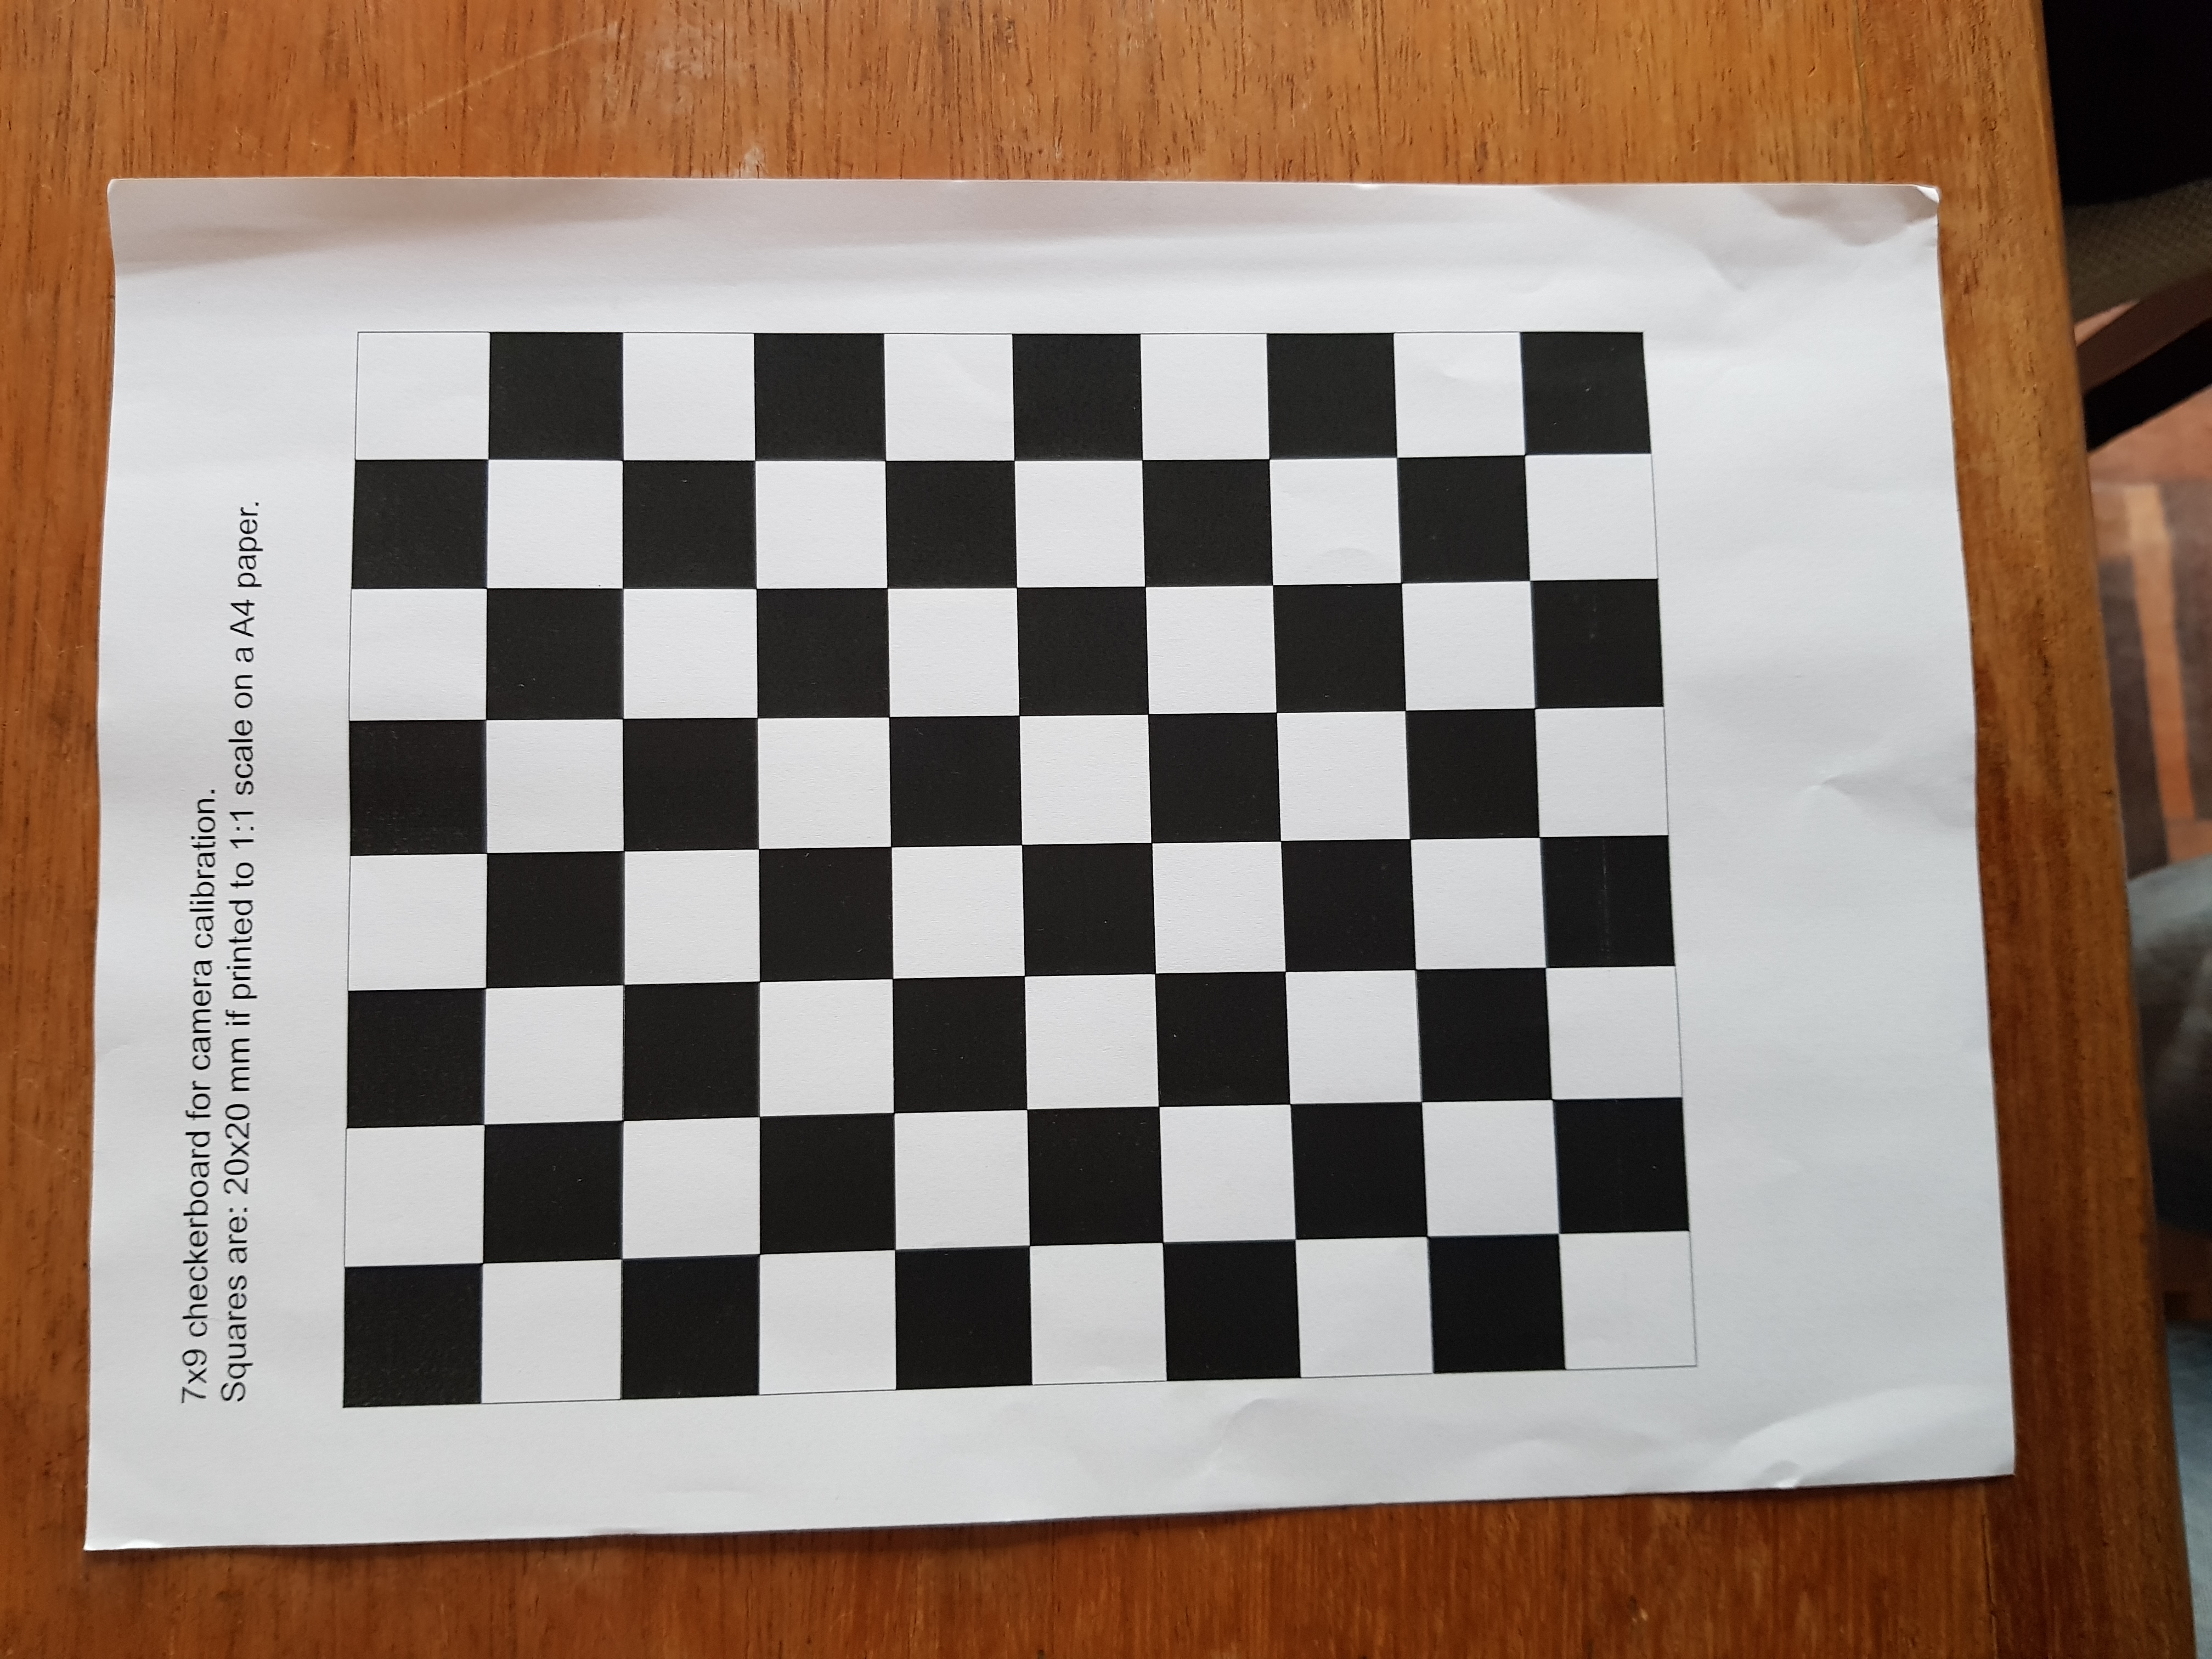 7x9 checkerboard for camera calibration.
Squares are: 20x20 mm if printed to 1:1 scale on a A4 paper.